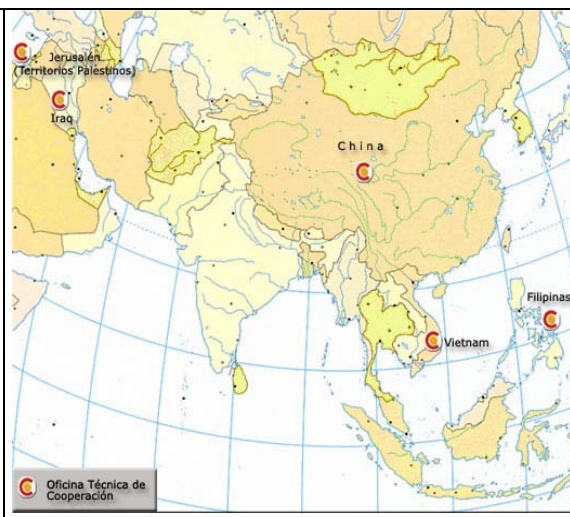 Jerusalén
(Territorios Palestinos)
Iraq
China
Filipinas
Vietnam
Oficina Técnica de
Cooperación